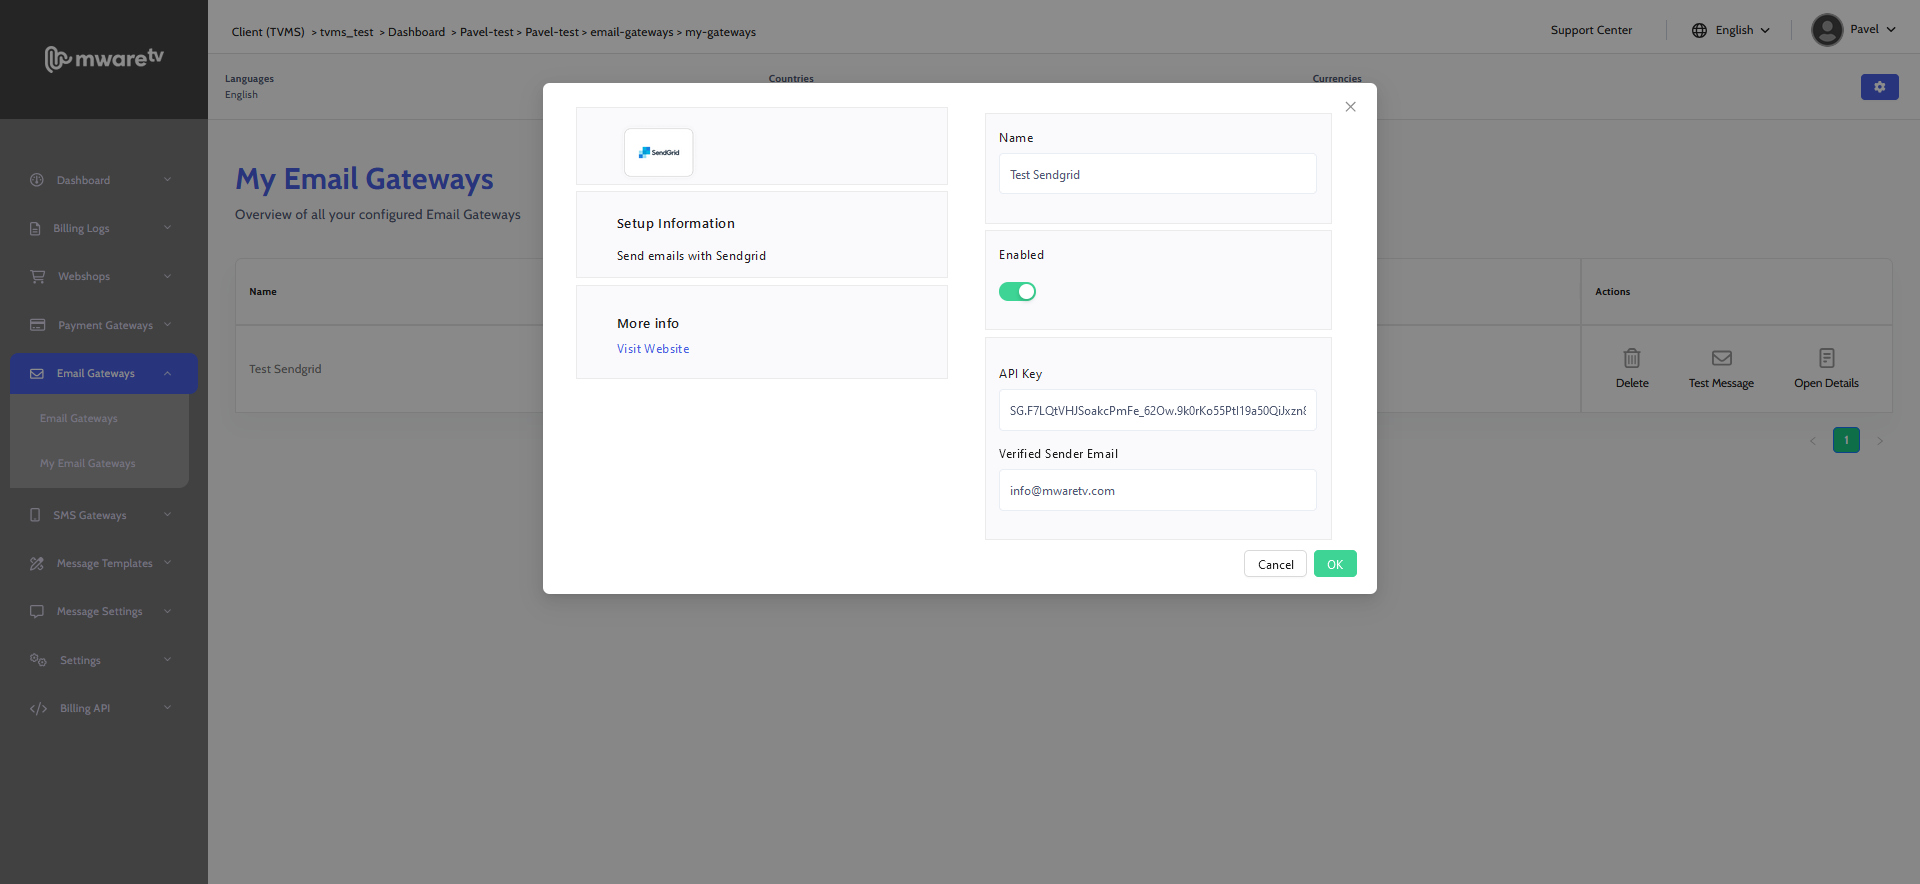 mwaretv
Client (TVMS) > tvms_test > Dashboard > Pavel-test > Pavel-test > email-gateways > my-gateways
Support Center
English
Pavel
Languages
English
Countries
Currencies
Dashboard
Billing Logs
Webshops
Payment Gateways
Email Gateways
Email Gateways
My Email Gateways
SMS Gateways
Message Templates
Message Settings
Settings
Billing API
My Email Gateways
Overview of all your configured Email Gateways
Name
Actions
Test Sendgrid
Delete
Test Message
Open Details
1
SendGrid
Setup Information
Send emails with Sendgrid
More info
Visit Website
Name
Test Sendgrid
Enabled
API Key
Verified Sender Email
info@mwaretv.com
Cancel
OK